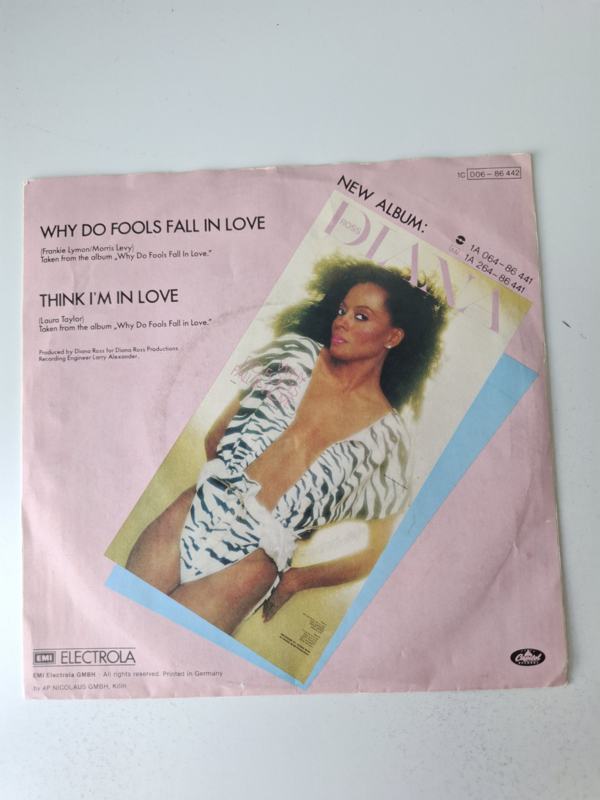 1C 006-86 442
NEW ALBUM:
1A 064-86 441
1A 264-86 441
WHY DO FOOLS FALL IN LOVE
(Frankie Lymon/Morris Levy)
Taken from the album „Why Do Fools Fall In Love."
THINK I'M IN LOVE
(Laura Taylor)
Taken from the album „Why Do Fools Fall in Love."
Produced by Diana Ross for Diana Ross Productions.
Recording Engineer Larry Alexander.
DIANA
ROSS
EMI ELECTROLA
EMI Electrola GMBH · All rights reserved. Printed in Germany
by 4P NICOLAUS GMBH, Köln
Capitol
RECORDS